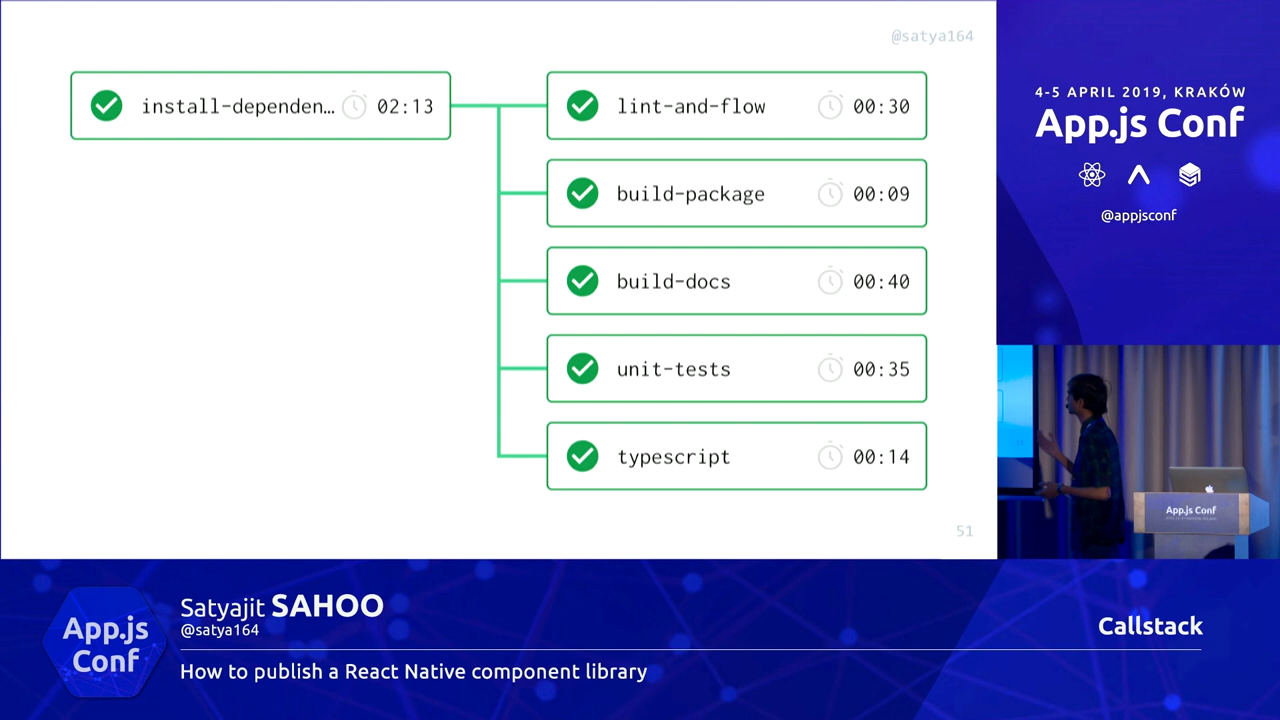 @satya164
install-dependen… 02:13
lint-and-flow 00:30
build-package 00:09
build-docs 00:40
unit-tests 00:35
typescript 00:14
51
4-5 APRIL 2019, KRAKÓW
App.js Conf
@appjsconf
App.js Conf
App.js
Conf
Satyajit SAHOO
@satya164
Callstack
How to publish a React Native component library